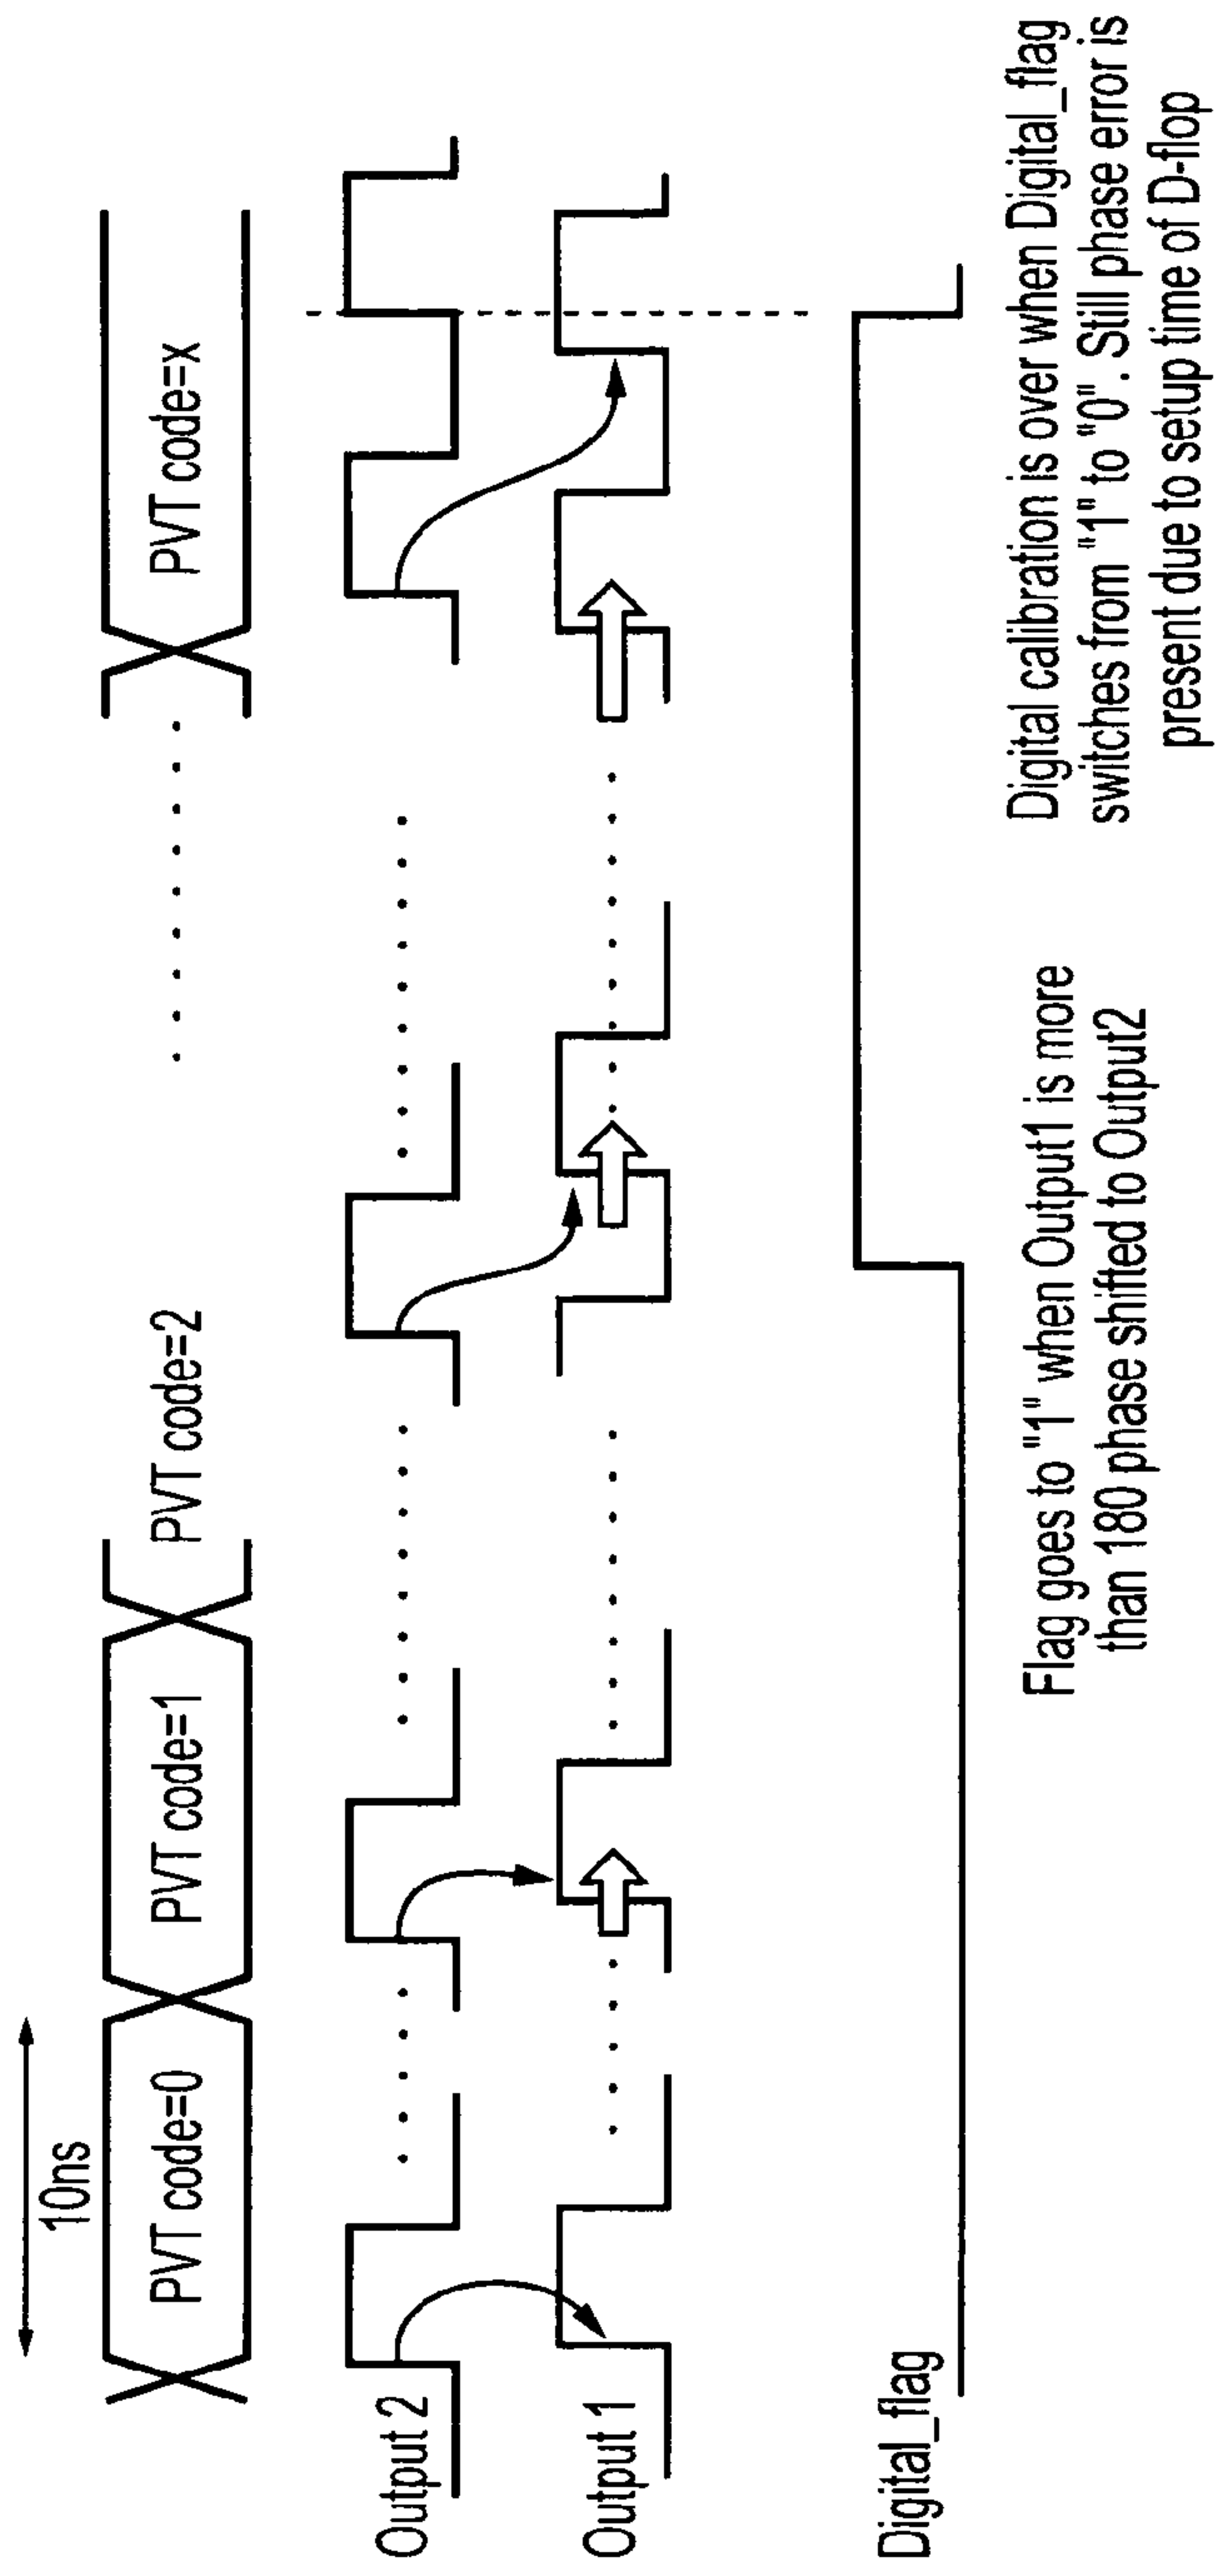 10ns
PVT code=0
PVT code=1
PVT code=2
PVT code=x
Output 2
Output 1
Digital_flag
Flag goes to "1" when Output1 is more
than 180 phase shifted to Output2
Digital calibration is over when Digital_flag
switches from "1" to "0". Still phase error is
present due to setup time of D-flop